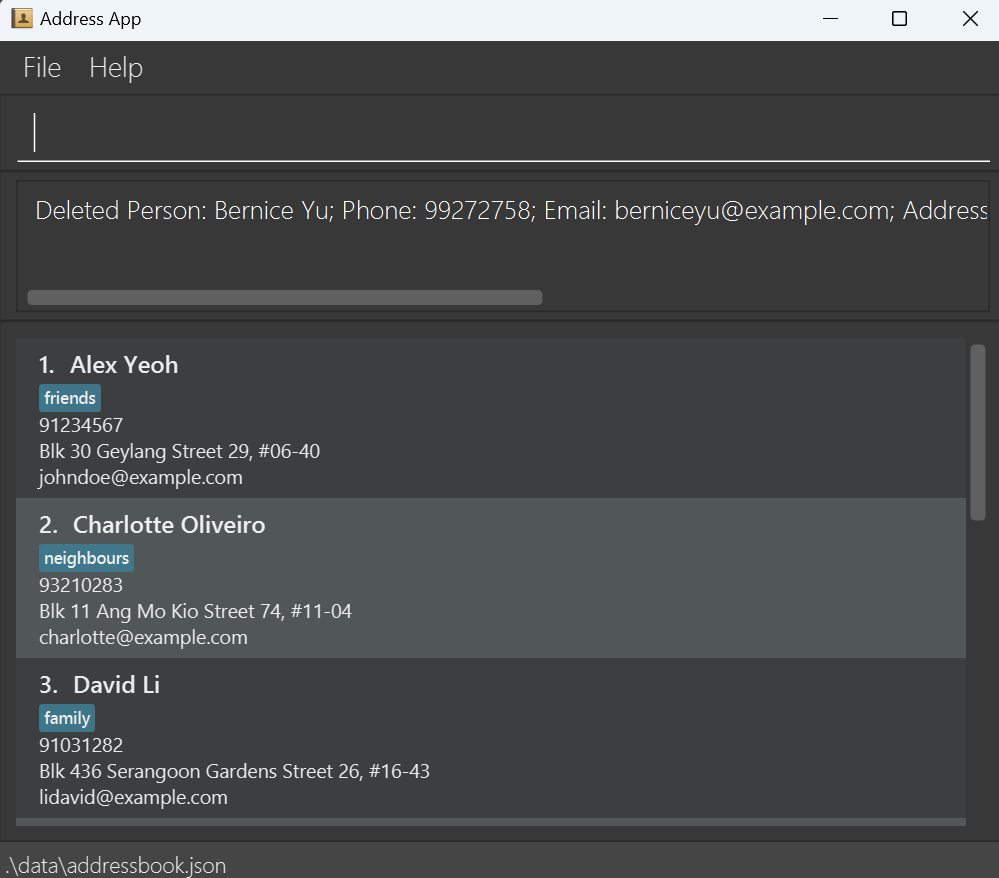 Address App
File Help
Deleted Person: Bernice Yu; Phone: 99272758; Email: berniceyu@example.com; Address
1. Alex Yeoh
friends
91234567
Blk 30 Geylang Street 29, #06-40
johndoe@example.com
2. Charlotte Oliveiro
neighbours
93210283
Blk 11 Ang Mo Kio Street 74, #11-04
charlotte@example.com
3. David Li
family
91031282
Blk 436 Serangoon Gardens Street 26, #16-43
lidavid@example.com
.\data\addressbook.json